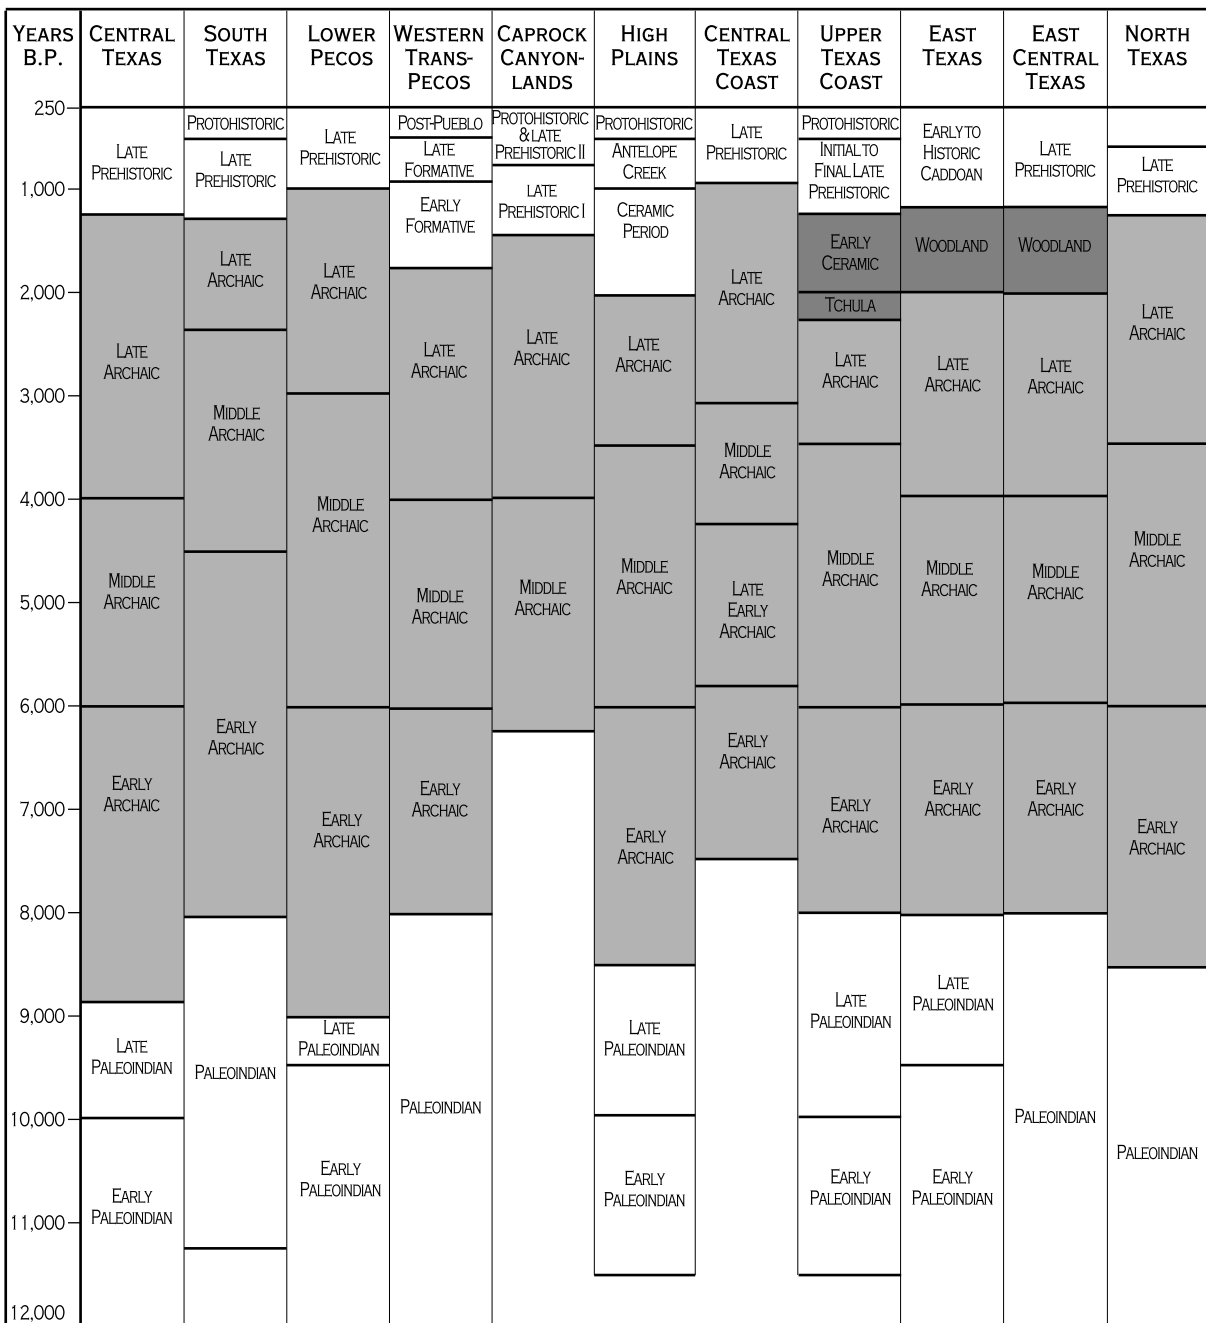 YEARS
B.P.
CENTRAL
TEXAS
SOUTH
TEXAS
LOWER
PECOS
WESTERN
TRANS-
PECOS
CAPROCK
CANYON-
LANDS
HIGH
PLAINS
CENTRAL
TEXAS
COAST
UPPER
TEXAS
COAST
EAST
TEXAS
EAST
CENTRAL
TEXAS
NORTH
TEXAS
250
1,000
2,000
3,000
4,000
5,000
6,000
7,000
8,000
9,000
10,000
11,000
12,000
LATE
PREHISTORIC
LATE
ARCHAIC
MIDDLE
ARCHAIC
EARLY
ARCHAIC
LATE
PALEOINDIAN
EARLY
PALEOINDIAN
PROTOHISTORIC
LATE
PREHISTORIC
LATE
ARCHAIC
MIDDLE
ARCHAIC
EARLY
ARCHAIC
PALEOINDIAN
LATE
PREHISTORIC
LATE
ARCHAIC
MIDDLE
ARCHAIC
EARLY
ARCHAIC
LATE
PALEOINDIAN
EARLY
PALEOINDIAN
POST-PUEBLO
LATE
FORMATIVE
EARLY
FORMATIVE
LATE
ARCHAIC
MIDDLE
ARCHAIC
EARLY
ARCHAIC
PALEOINDIAN
PROTOHISTORIC
& LATE
PREHISTORIC II
LATE
PREHISTORIC I
LATE
ARCHAIC
MIDDLE
ARCHAIC
PROTOHISTORIC
ANTELOPE
CREEK
CERAMIC
PERIOD
LATE
ARCHAIC
MIDDLE
ARCHAIC
EARLY
ARCHAIC
LATE
PALEOINDIAN
EARLY
PALEOINDIAN
LATE
PREHISTORIC
LATE
ARCHAIC
MIDDLE
ARCHAIC
LATE
EARLY
ARCHAIC
EARLY
ARCHAIC
PROTOHISTORIC
INITIAL TO
FINAL LATE
PREHISTORIC
EARLY
CERAMIC
TCHULA
LATE
ARCHAIC
MIDDLE
ARCHAIC
EARLY
ARCHAIC
LATE
PALEOINDIAN
EARLY
PALEOINDIAN
EARLY TO
HISTORIC
CADDOAN
WOODLAND
LATE
ARCHAIC
MIDDLE
ARCHAIC
EARLY
ARCHAIC
LATE
PALEOINDIAN
EARLY
PALEOINDIAN
LATE
PREHISTORIC
WOODLAND
LATE
ARCHAIC
MIDDLE
ARCHAIC
EARLY
ARCHAIC
PALEOINDIAN
LATE
PREHISTORIC
LATE
ARCHAIC
MIDDLE
ARCHAIC
EARLY
ARCHAIC
PALEOINDIAN